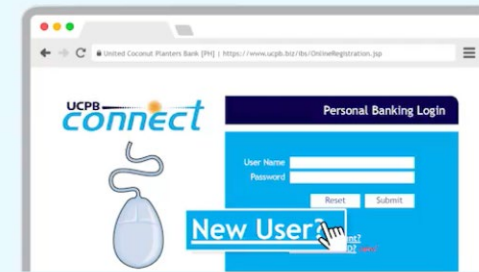 United Coconut Planters Bank [PH] | https://www.ucpb.biz/ibs/OnlineRegistration.jsp
UCPB
connect
Personal Banking Login
User Name
Password
Reset Submit
New User?